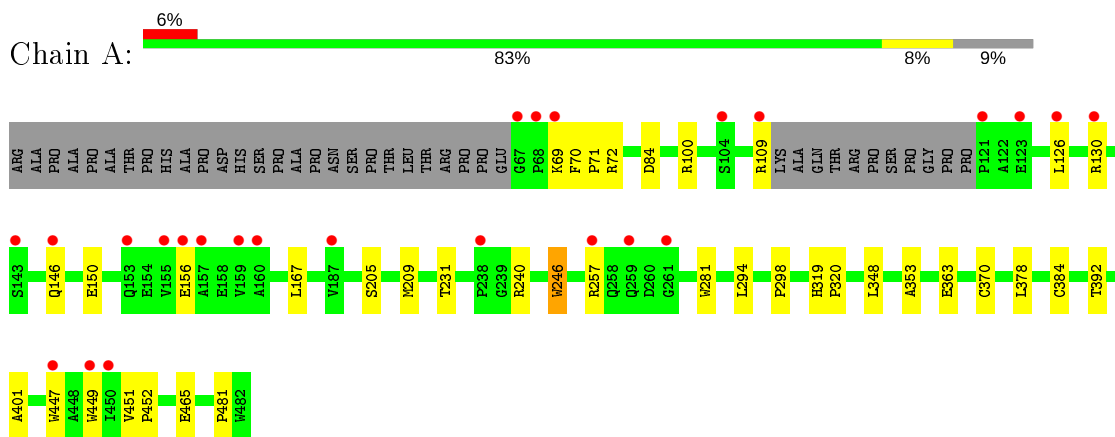 6%
Chain A:
83%
8%
9%
ARG ALA PRO ALA PRO ALA THR PRO HIS ALA PRO ASP HIS SER PRO ALA PRO ASN SER PRO THR LEU THR ARG PRO PRO GLU G67 P68 K69 F70 P71 R72 D84 R100 S104 R109 LYS ALA GLN THR ARG PRO SER PRO GLY PRO PRO P121 A122 E123 L126 R130
S143 Q146 E150 Q153 E154 V155 E156 A157 E158 V159 A160 L167 V187 S205 M209 T231 P238 G239 R240 W246 R257 Q258 Q259 D260 G261 W281 L294 P298 H319 P320 L348 A353 E363 C370 L378 C384 T392
A401 W447 A448 W449 I450 V451 P452 E465 P481 W482